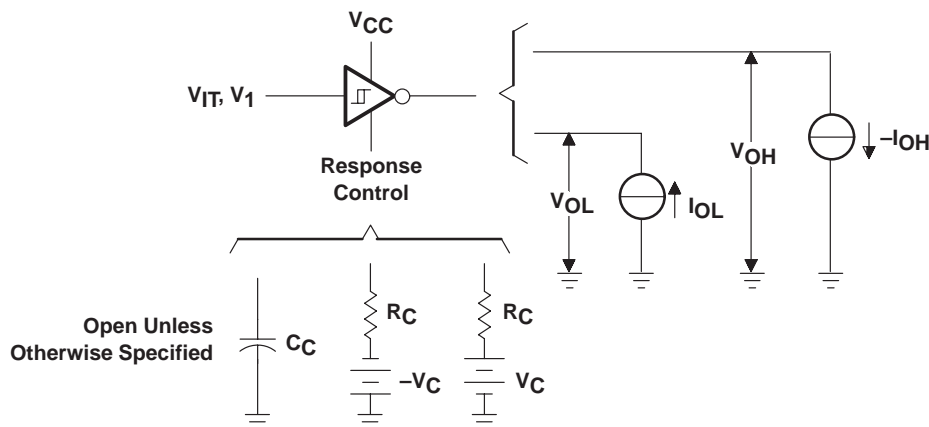 VCC
VIT, V1
Response
Control
VOL
IOL
VOH
–IOH
Open Unless
Otherwise Specified
CC
RC
–VC
RC
VC